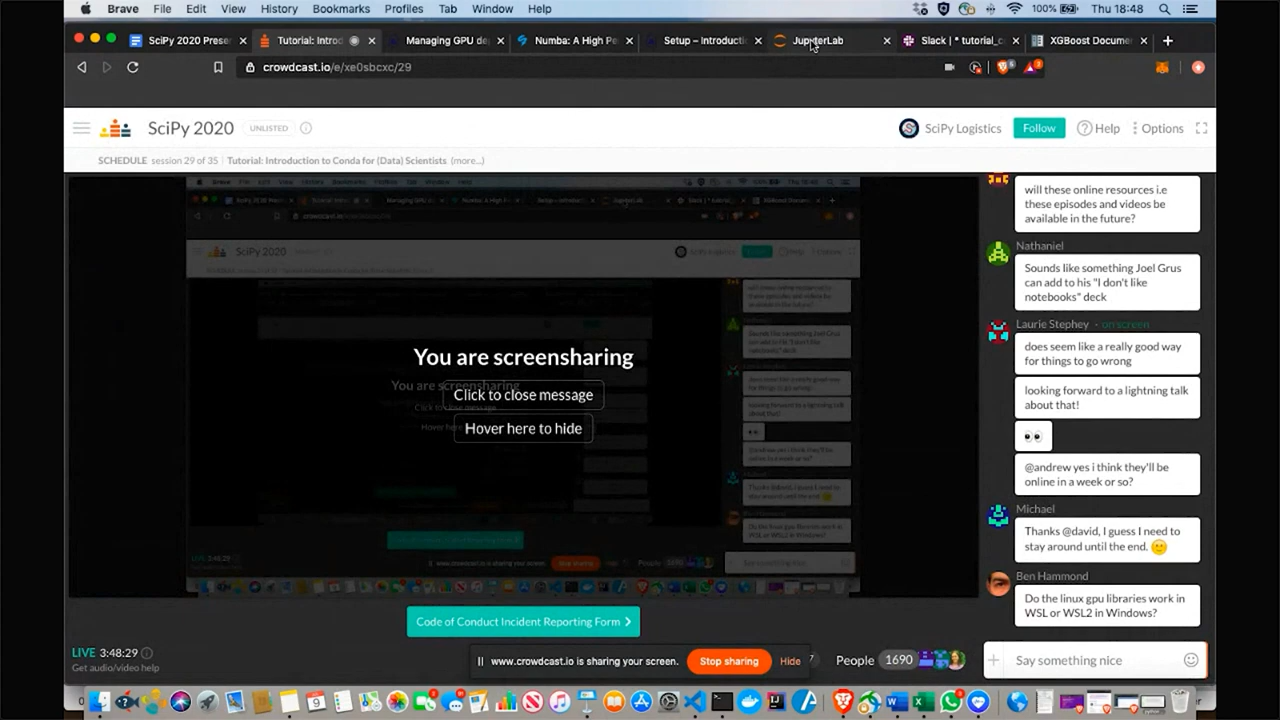 Brave File Edit View History Bookmarks Profiles Tab Window Help 100% Thu 18:48
SciPy 2020 Prese Tutorial: Introd Managing GPU de Numba: A High Pe Setup – Introductio JupyterLab Slack | * tutorial_c XGBoost Documen
crowdcast.io/e/xe0sbcxc/29
SciPy 2020 UNLISTED SciPy Logistics Follow Help Options
SCHEDULE session 29 of 35 Tutorial: Introduction to Conda for (Data) Scientists (more...)
You are screensharing
Click to close message
Hover here to hide
Code of Conduct Incident Reporting Form
LIVE 3:48:29
Get audio/video help
www.crowdcast.io is sharing your screen. Stop sharing Hide
People 1690
will these online resources i.e
these episodes and videos be
available in the future?
Nathaniel
Sounds like something Joel Grus
can add to his "I don't like
notebooks" deck
Laurie Stephey - on screen
does seem like a really good way
for things to go wrong
looking forward to a lightning talk
about that!
@andrew yes i think they'll be
online in a week or so?
Michael
Thanks @david, I guess I need to
stay around until the end.
Ben Hammond
Do the linux gpu libraries work in
WSL or WSL2 in Windows?
Say something nice